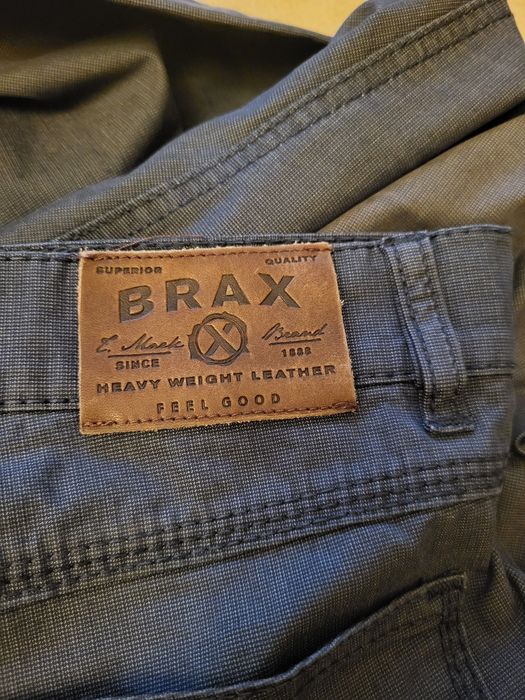 SUPERIOR QUALITY
BRAX
T. Mark X Brand
SINCE 1888
HEAVY WEIGHT LEATHER
FEEL GOOD